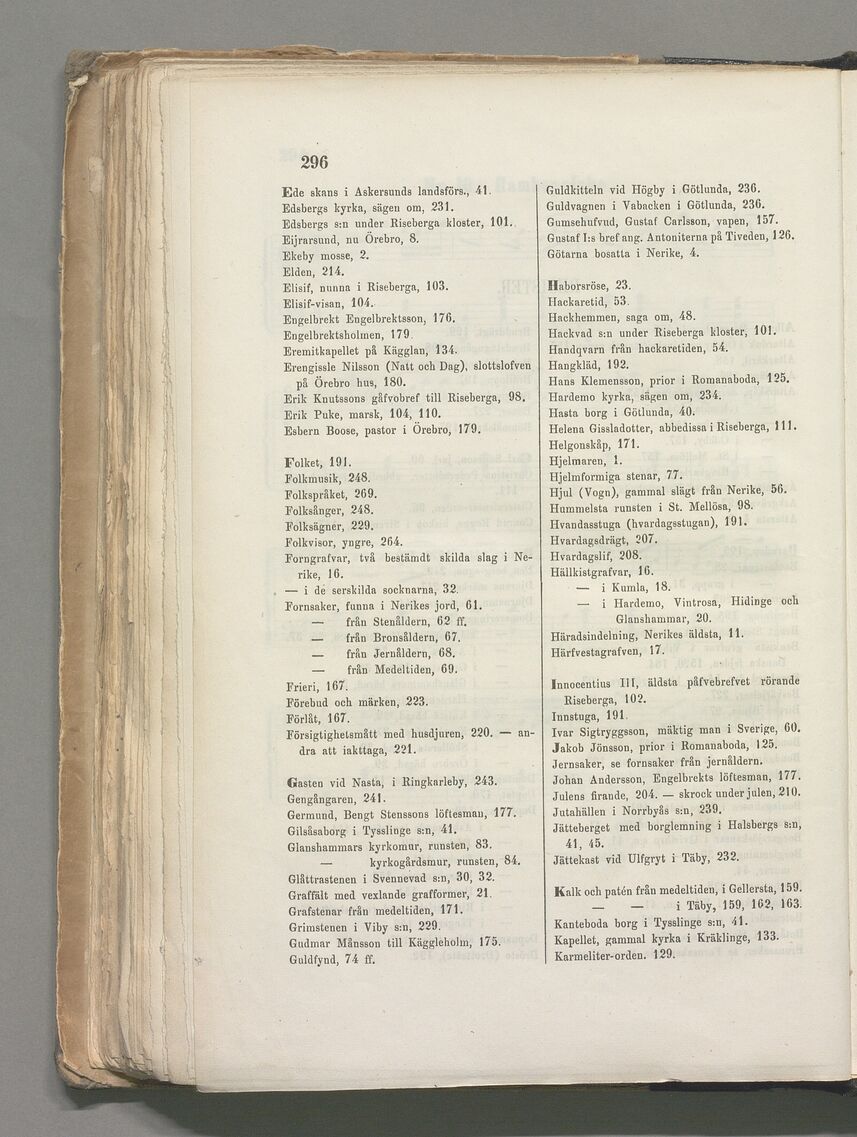 296
Ede skans i Askersunds landsförs., 41.
Edsbergs kyrka, sägen om, 231.
Edsbergs s:n under Riseberga kloster, 101.
Eijrarsund, nu Örebro, 8.
Ekeby mosse, 2.
Elden, 214.
Elisif, nunna i Riseberga, 103.
Elisif-visan, 104.
Engelbrekt Engelbrektsson, 176.
Engelbrektsholmen, 179.
Eremitkapellet på Kägglan, 134.
Erengissle Nilsson (Natt och Dag), slottslofven
på Örebro hus, 180.
Erik Knutssons gåfvobref till Riseberga, 98.
Erik Puke, marsk, 104, 110.
Esbern Boose, pastor i Örebro, 179.
Folket, 191.
Folkmusik, 248.
Folkspråket, 269.
Folksånger, 248.
Folksägner, 229.
Folkvisor, yngre, 264.
Forngrafvar, två bestämdt skilda slag i Ne-
rike, 16.
— i de serskilda socknarna, 32.
Fornsaker, funna i Nerikes jord, 61.
— från Stenåldern, 62 ff.
— från Bronsåldern, 67.
— från Jernåldern, 68.
— från Medeltiden, 69.
Frieri, 167.
Förebud och märken, 223.
Förlåt, 167.
Försigtighetsmått med husdjuren, 220. — an-
dra att iakttaga, 221.
Gasten vid Nasta, i Ringkarleby, 243.
Gengångaren, 241.
Germund, Bengt Stenssons löftesman, 177.
Gilsåsaborg i Tysslinge s:n, 41.
Glanshammars kyrkomur, runsten, 83.
— kyrkogårdsmur, runsten, 84.
Glåttrastenen i Svennevad s:n, 30, 32.
Graffält med vexlande grafformer, 21.
Grafstenar från medeltiden, 171.
Grimstenen i Viby s:n, 229.
Gudmar Månsson till Käggleholm, 175.
Guldfynd, 74 ff.
Guldkitteln vid Högby i Götlunda, 236.
Guldvagnen i Vabacken i Götlunda, 236.
Gumsehufvud, Gustaf Carlsson, vapen, 157.
Gustaf I:s bref ang. Antoniterna på Tiveden, 126.
Götarna bosatta i Nerike, 4.
Haborsröse, 23.
Hackaretid, 53.
Hackhemmen, saga om, 48.
Hackvad s:n under Riseberga kloster, 101.
Handqvarn från hackaretiden, 54.
Hangkläd, 192.
Hans Klemensson, prior i Romanaboda, 125.
Hardemo kyrka, sägen om, 234.
Hasta borg i Götlunda, 40.
Helena Gissladotter, abbedissa i Riseberga, 111.
Helgonskåp, 171.
Hjelmaren, 1.
Hjelmformiga stenar, 77.
Hjul (Vogn), gammal slägt från Nerike, 56.
Hummelsta runsten i St. Mellösa, 98.
Hvandasstuga (hvardagsstugan), 191.
Hvardagsdrägt, 207.
Hvardagslif, 208.
Hällkistgrafvar, 16.
— i Kumla, 18.
— i Hardemo, Vintrosa, Hidinge och
Glanshammar, 20.
Häradsindelning, Nerikes äldsta, 11.
Härfvestagrafven, 17.
Innocentius III, äldsta påfvebrefvet rörande
Riseberga, 102.
Innstuga, 191.
Ivar Sigtryggsson, mäktig man i Sverige, 60.
Jakob Jönsson, prior i Romanaboda, 125.
Jernsaker, se fornsaker från jernåldern.
Johan Andersson, Engelbrekts löftesman, 177.
Julens firande, 204. — skrock under julen, 210.
Jutahällen i Norrbyås s:n, 239.
Jätteberget med borglemning i Halsbergs s:n,
41, 45.
Jättekast vid Ulfgryt i Täby, 232.
Kalk och patén från medeltiden, i Gellersta, 159.
— — i Täby, 159, 162, 163.
Kanteboda borg i Tysslinge s:n, 41.
Kapellet, gammal kyrka i Kräklinge, 133.
Karmeliter-orden. 129.